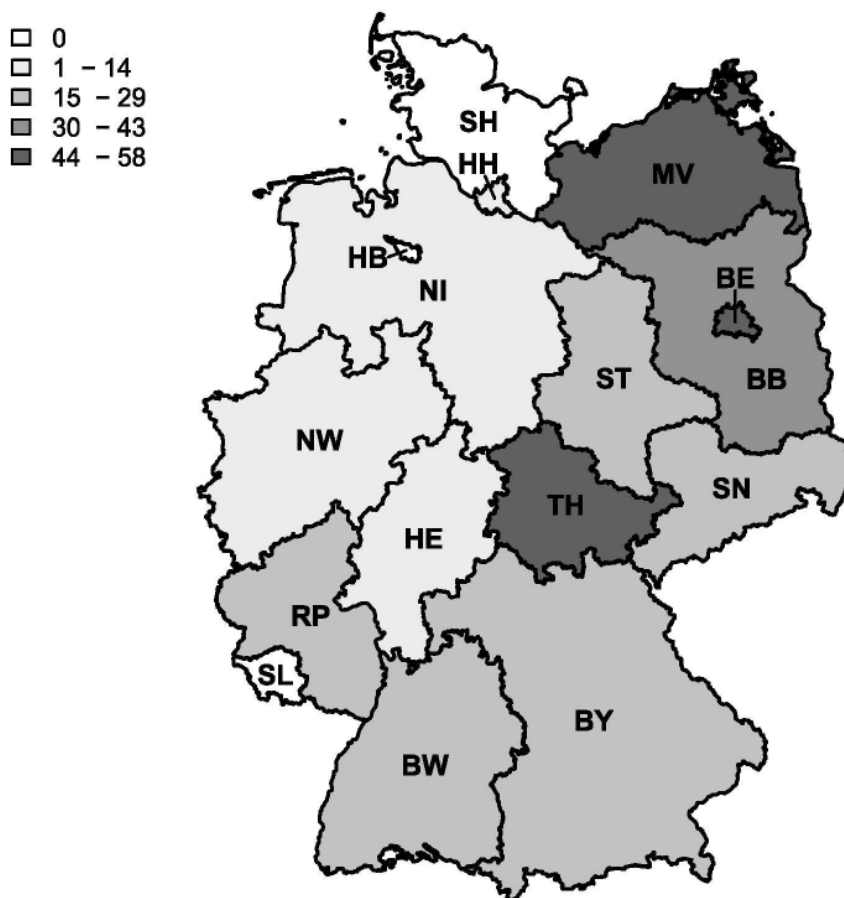 0
1 − 14
15 − 29
30 − 43
44 − 58
SH
HH
MV
HB
NI
BE
ST
BB
NW
SN
TH
HE
RP
SL
BY
BW